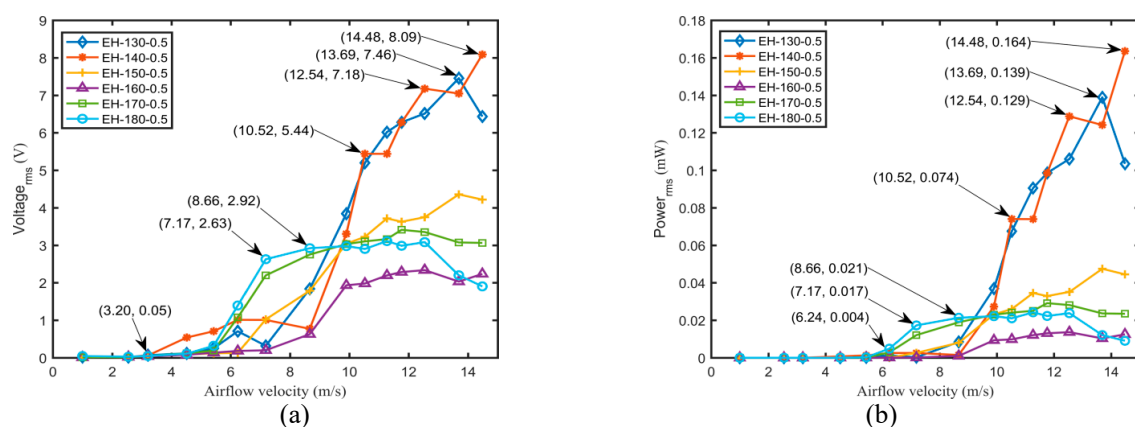 9
8
7
6
5
4
3
2
1
0
Voltage rms (V)
EH-130-0.5
EH-140-0.5
EH-150-0.5
EH-160-0.5
EH-170-0.5
EH-180-0.5
(14.48, 8.09)
(13.69, 7.46)
(12.54, 7.18)
(10.52, 5.44)
(8.66, 2.92)
(7.17, 2.63)
(3.20, 0.05)
0 2 4 6 8 10 12 14
Airflow velocity (m/s)
(a)
0.18
0.16
0.14
0.12
0.10
0.08
0.06
0.04
0.02
0
Power rms (mW)
EH-130-0.5
EH-140-0.5
EH-150-0.5
EH-160-0.5
EH-170-0.5
EH-180-0.5
(14.48, 0.164)
(13.69, 0.139)
(12.54, 0.129)
(10.52, 0.074)
(8.66, 0.021)
(7.17, 0.017)
(6.24, 0.004)
0 2 4 6 8 10 12 14
Airflow velocity (m/s)
(b)